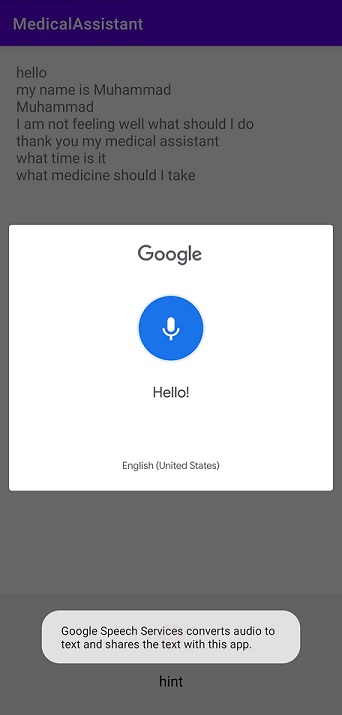 MedicalAssistant
hello
my name is Muhammad
Muhammad
I am not feeling well what should I do
thank you my medical assistant
what time is it
what medicine should I take
Google
Hello!
English (United States)
Google Speech Services converts audio to
text and shares the text with this app.
hint